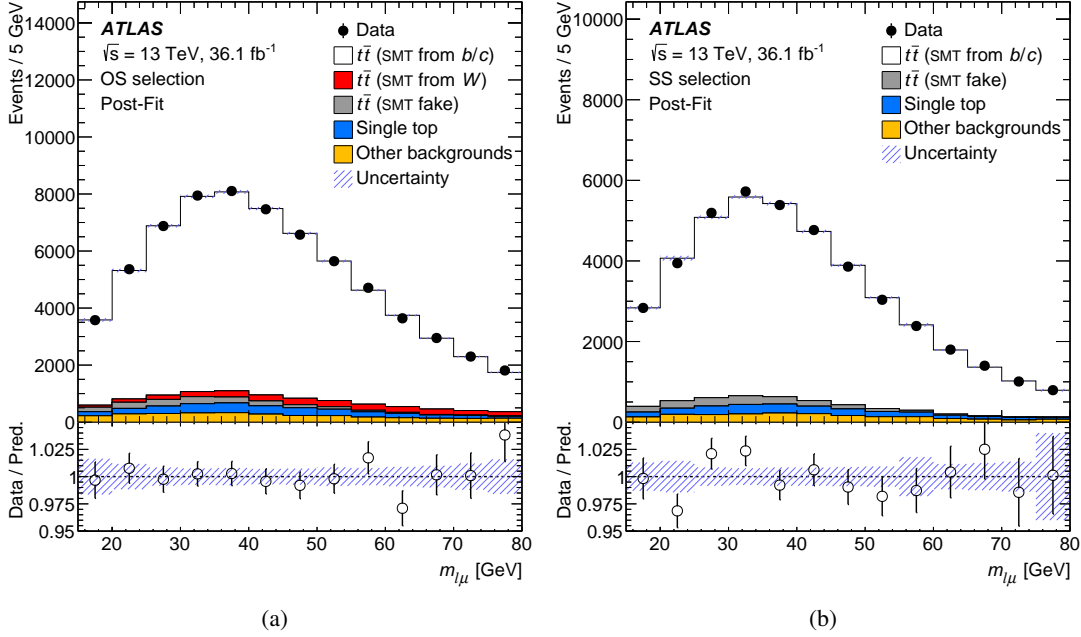 Events / 5 GeV
14000
12000
10000
8000
6000
4000
2000
0
ATLAS
√s = 13 TeV, 36.1 fb⁻¹
OS selection
Post-Fit
Data
tt̄ (SMT from b/c)
tt̄ (SMT from W)
tt̄ (SMT fake)
Single top
Other backgrounds
Uncertainty
Data / Pred.
1.025
1
0.975
0.95
20 30 40 50 60 70 80
m_{lμ} [GeV]
(a)
Events / 5 GeV
10000
8000
6000
4000
2000
0
ATLAS
√s = 13 TeV, 36.1 fb⁻¹
SS selection
Post-Fit
Data
tt̄ (SMT from b/c)
tt̄ (SMT fake)
Single top
Other backgrounds
Uncertainty
Data / Pred.
1.025
1
0.975
0.95
20 30 40 50 60 70 80
m_{lμ} [GeV]
(b)